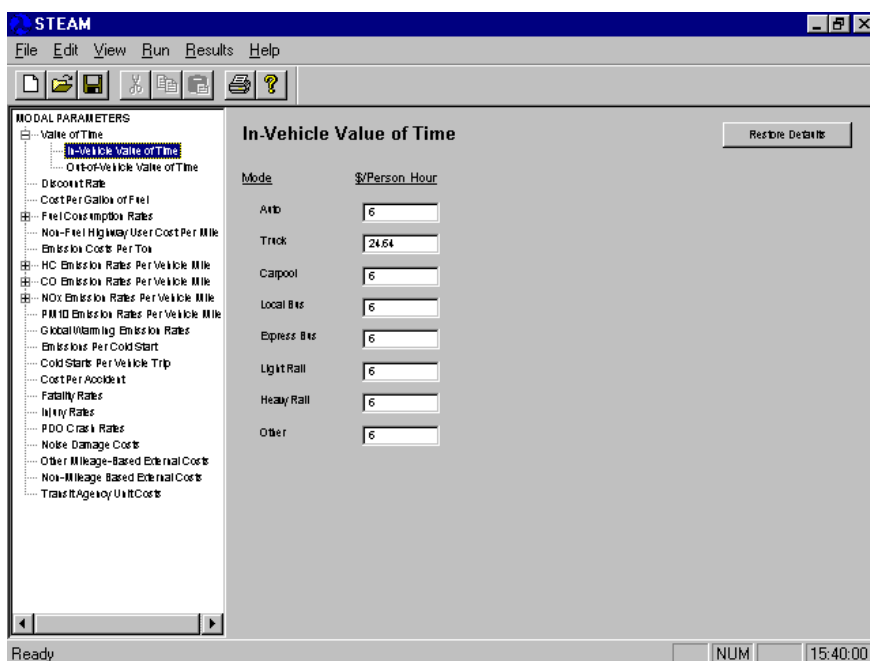 STEAM
File Edit View Run Results Help
MODAL PARAMETERS
Value of Time
In-Vehicle Value of Time
Out-of-Vehicle Value of Time
Discount Rate
Cost Per Gallon of Fuel
Fuel Consumption Rates
Non-Fuel Highway User Cost Per Mile
Emission Costs Per Ton
HC Emission Rates Per Vehicle Mile
CO Emission Rates Per Vehicle Mile
NOx Emission Rates Per Vehicle Mile
PM10 Emission Rates Per Vehicle Mile
Global Warming Emission Rates
Emissions Per Cold Start
Cold Starts Per Vehicle Trip
Cost Per Accident
Fatality Rates
Injury Rates
PDO Crash Rates
Noise Damage Costs
Other Mileage-Based External Costs
Non-Mileage Based External Costs
Transit Agency Unit Costs
In-Vehicle Value of Time
Restore Defaults
Mode $/Person Hour
Auto 6
Truck 24.64
Carpool 6
Local Bus 6
Express Bus 6
Light Rail 6
Heavy Rail 6
Other 6
Ready NUM 15:40:00